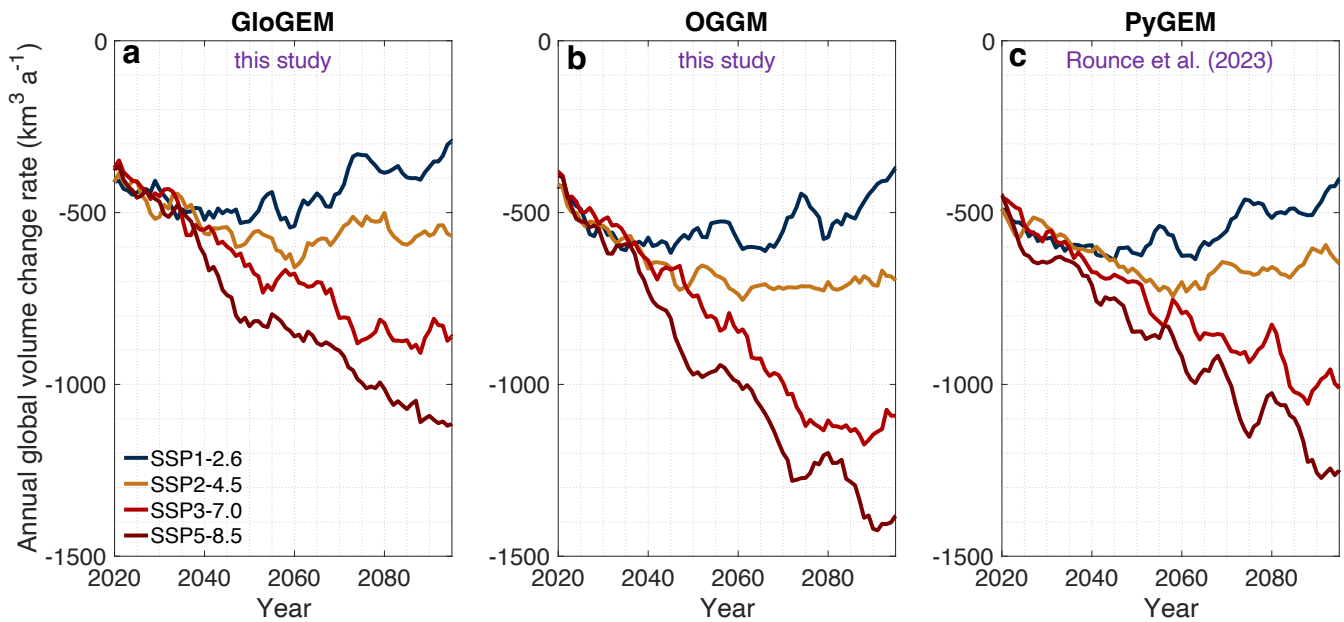 GloGEM
OGGM
PyGEM
a
this study
b
this study
c
Rounce et al. (2023)
Annual global volume change rate (km³ a⁻¹)
0
-500
-1000
-1500
0
-500
-1000
-1500
0
-500
-1000
-1500
SSP1-2.6
SSP2-4.5
SSP3-7.0
SSP5-8.5
2020 2040 2060 2080
2020 2040 2060 2080
2020 2040 2060 2080
Year
Year
Year